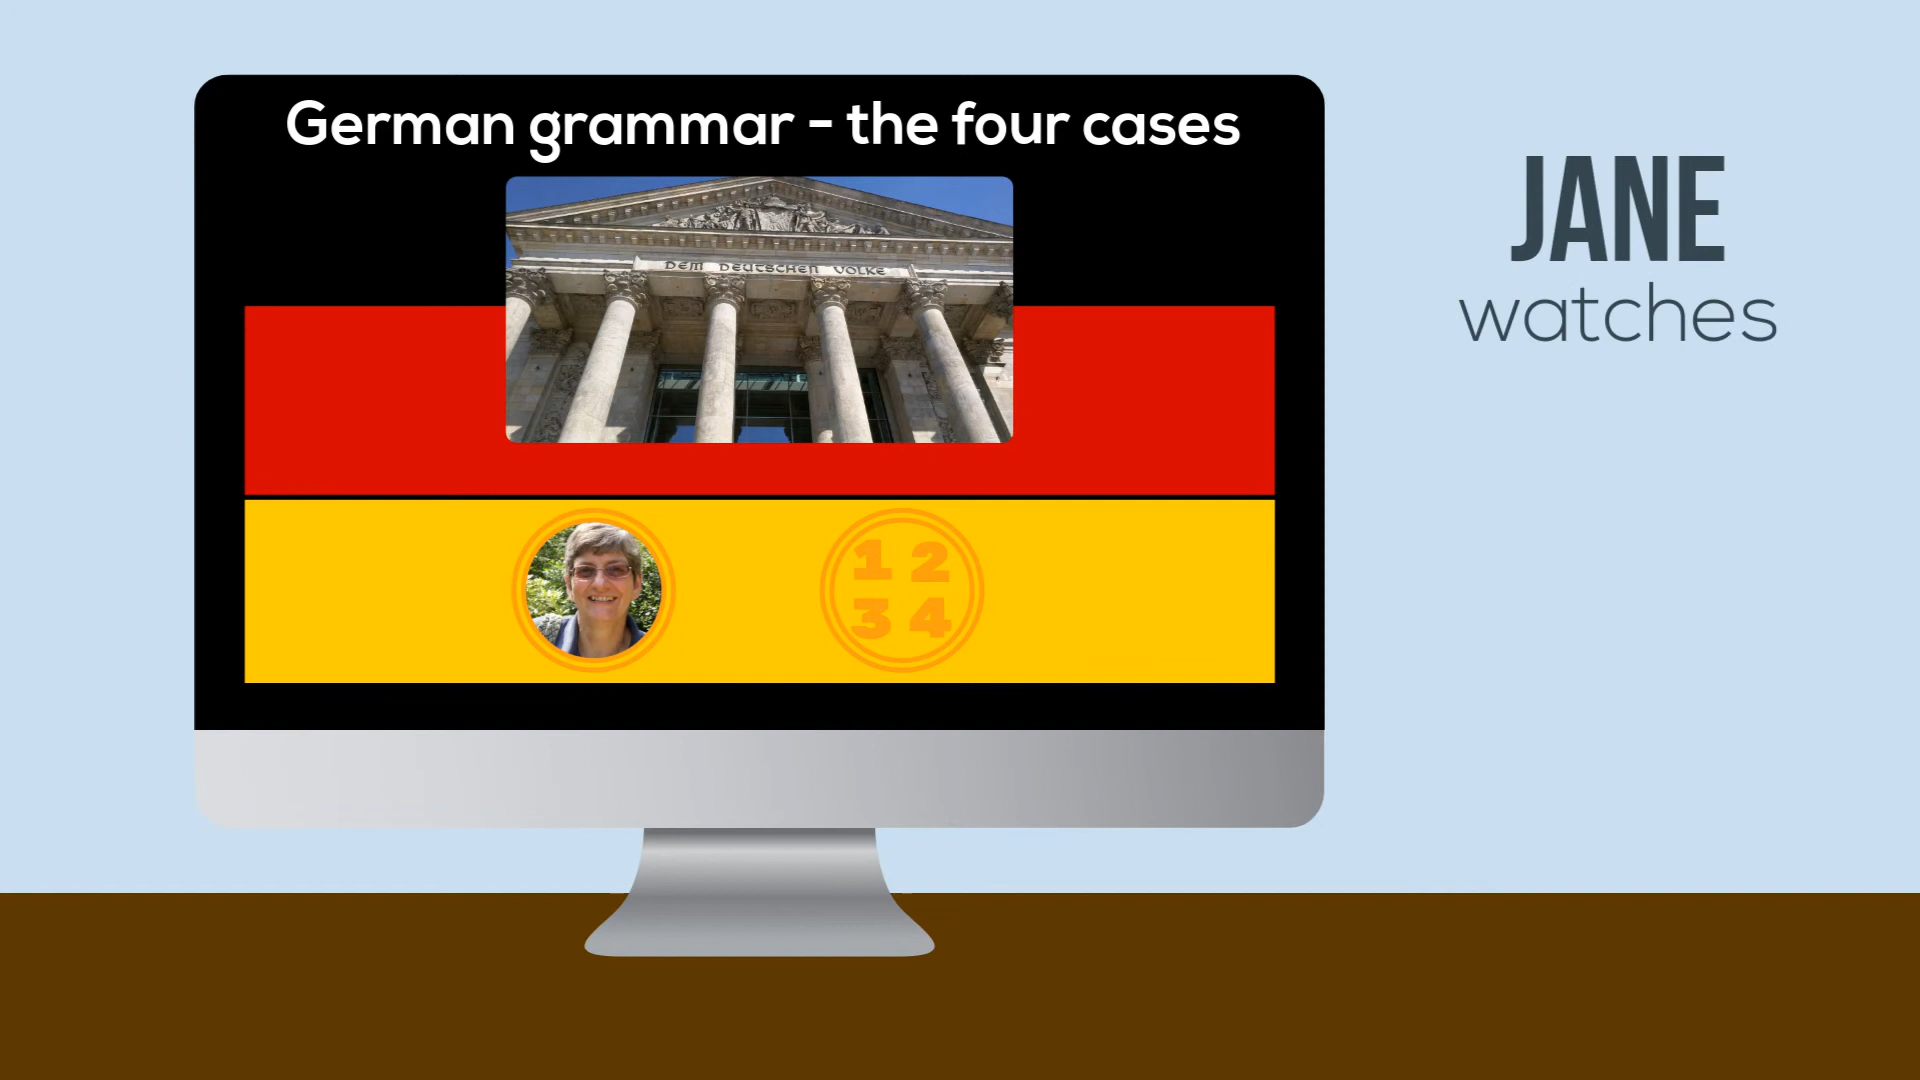 German grammar - the four cases
DEM DEUTSCHEN VOLKE
1 2
3 4
JANE
watches